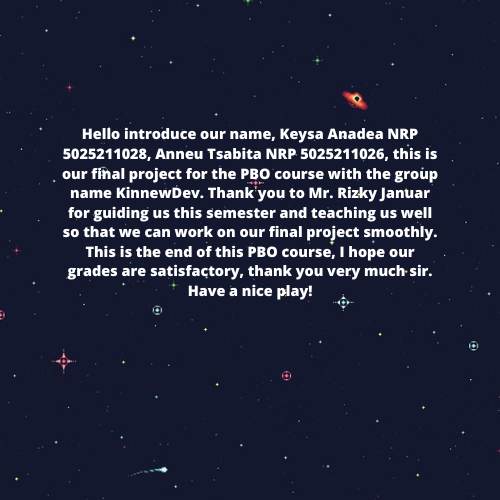 Hello introduce our name, Keysa Anadea NRP
5025211028, Anneu Tsabita NRP 5025211026, this is
our final project for the PBO course with the group
name KinnewDev. Thank you to Mr. Rizky Januar
for guiding us this semester and teaching us well
so that we can work on our final project smoothly.
This is the end of this PBO course, I hope our
grades are satisfactory, thank you very much sir.
Have a nice play!